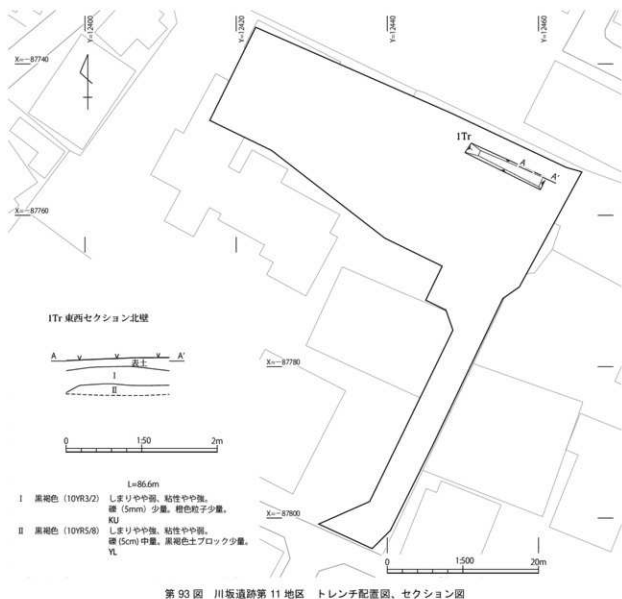 Y=12400
Y=12420
Y=12440
Y=12460
X=-87740
1Tr
A
A'
X=-87760
1Tr 東西セクション北壁
A
A'
表土
I
II
X=-87780
0
1:50
2m
L=86.6m
I 黒褐色（10YR3/2） しまりやや弱、粘性やや強。
礫（5mm）少量。橙色粒子少量。
KU
II 黒褐色（10YR5/8） しまりやや強、粘性やや弱。
礫（5cm）中量。黒褐色土ブロック少量。
YL
X=-87800
0
1:500
20m
第 93 図 川坂遺跡第 11 地区 トレンチ配置図、セクション図